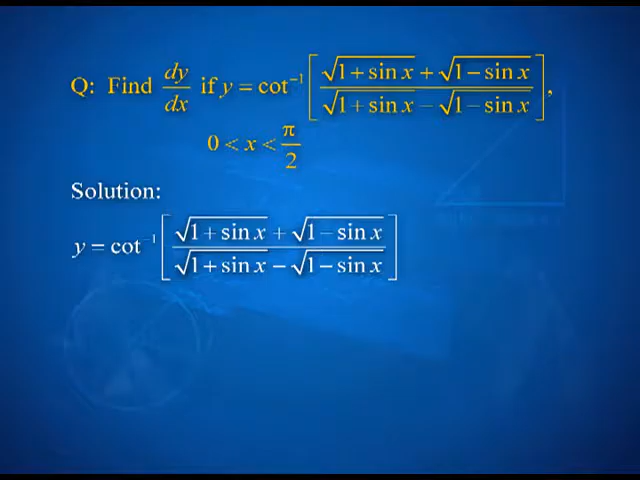 Q: Find dy/dx if y = cot⁻¹ [ (√(1 + sin x) + √(1 − sin x)) / (√(1 + sin x) − √(1 − sin x)) ],
0 < x < π/2
Solution:
y = cot⁻¹ [ (√(1 + sin x) + √(1 − sin x)) / (√(1 + sin x) − √(1 − sin x)) ]